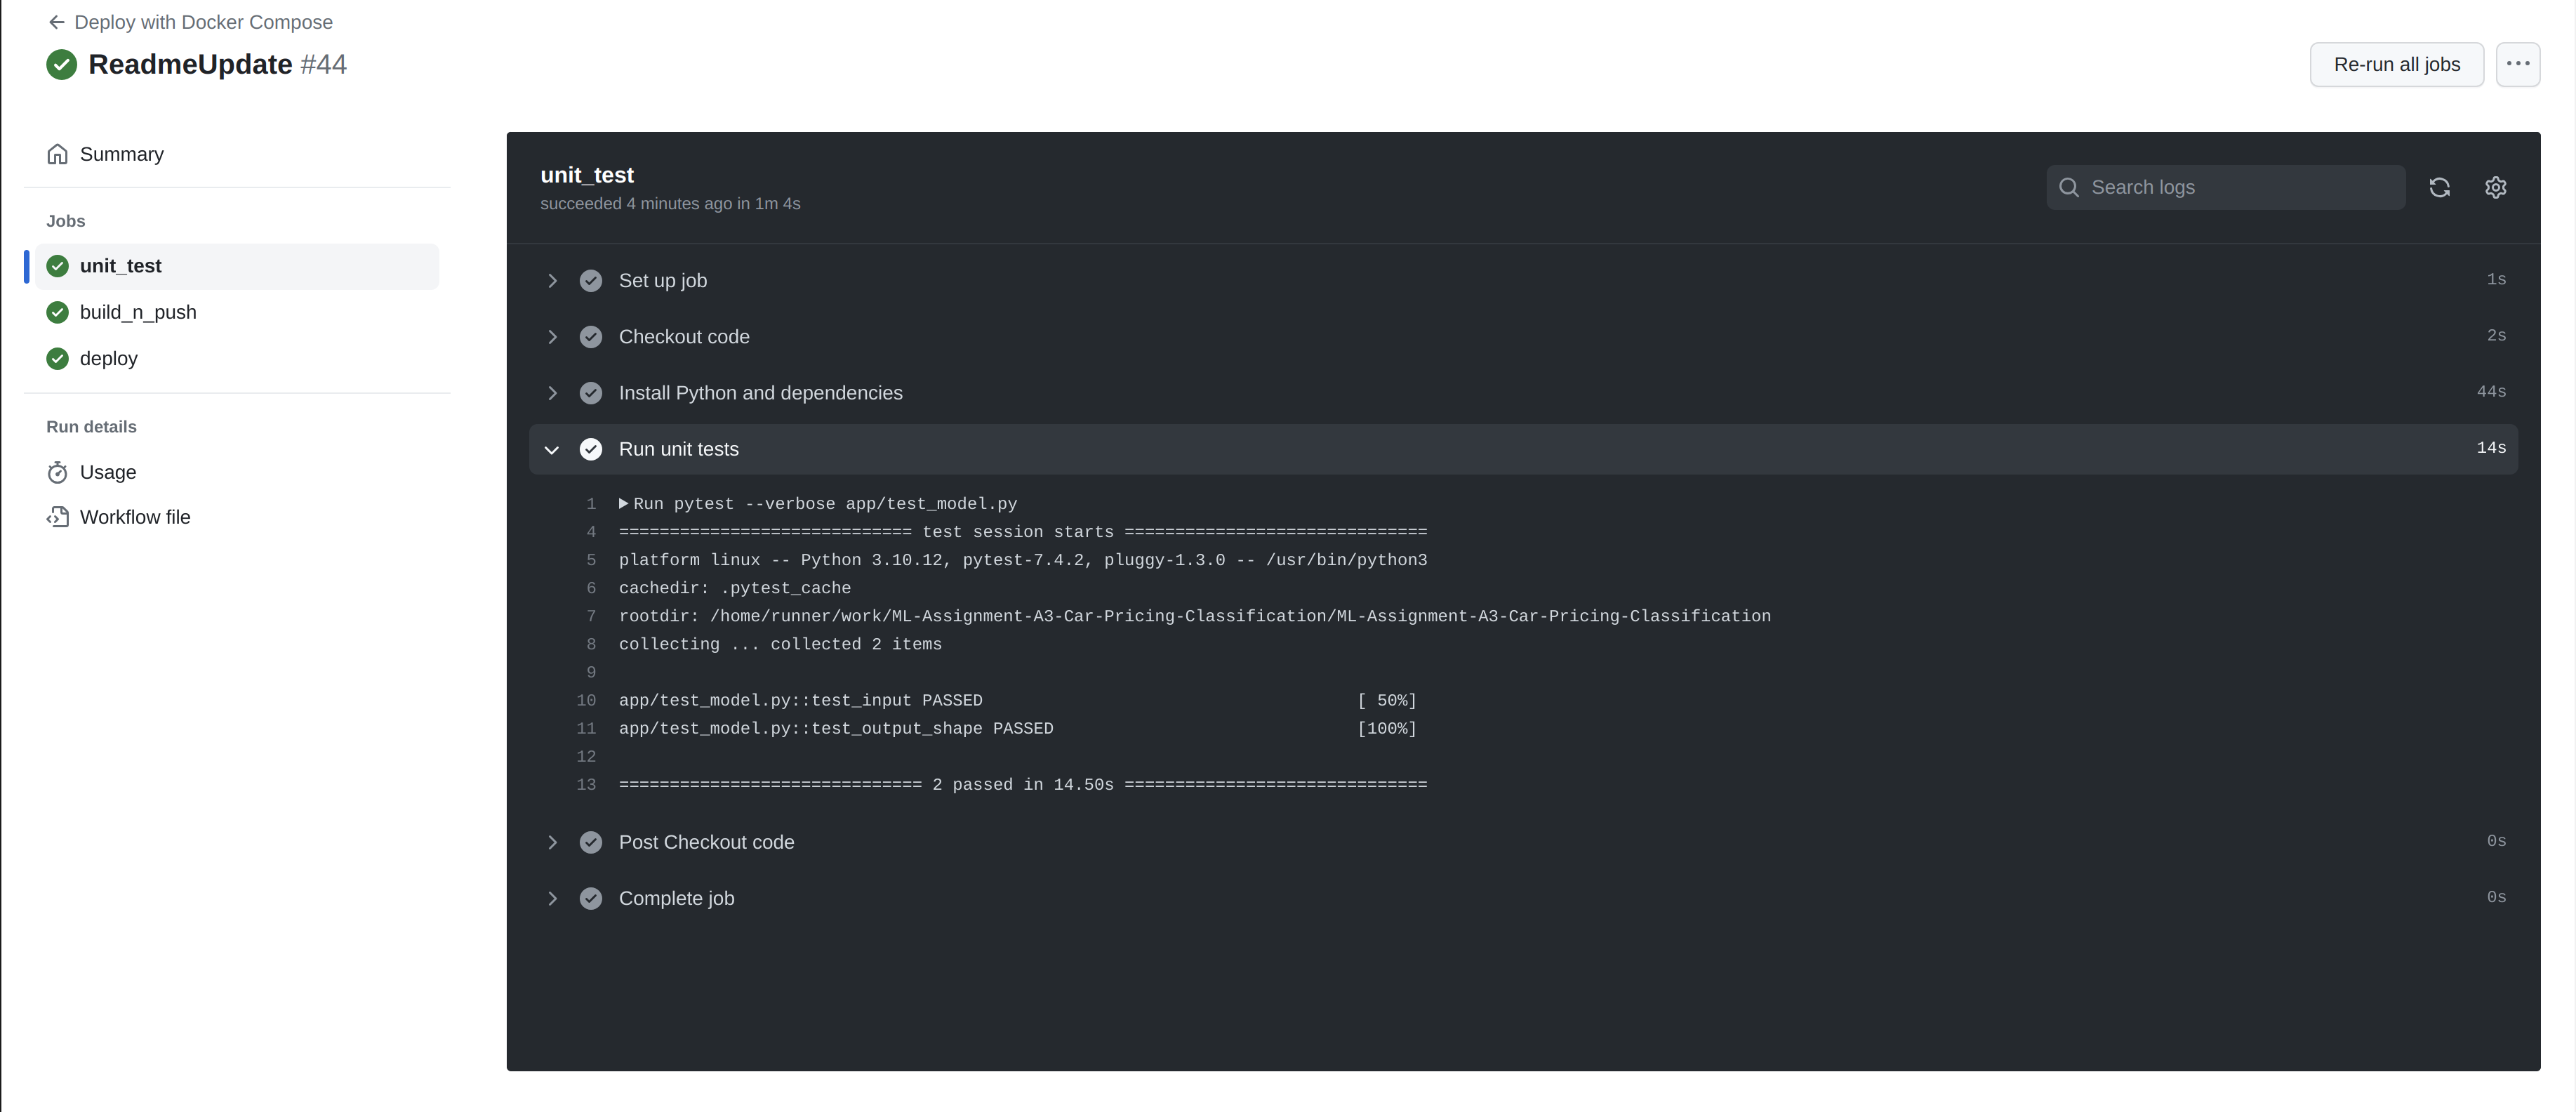 Deploy with Docker Compose
ReadmeUpdate #44
Re-run all jobs
Summary
Jobs
unit_test
build_n_push
deploy
Run details
Usage
Workflow file
unit_test
succeeded 4 minutes ago in 1m 4s
Search logs
Set up job 1s
Checkout code 2s
Install Python and dependencies 44s
Run unit tests 14s
1 Run pytest --verbose app/test_model.py
4 ============================= test session starts ==============================
5 platform linux -- Python 3.10.12, pytest-7.4.2, pluggy-1.3.0 -- /usr/bin/python3
6 cachedir: .pytest_cache
7 rootdir: /home/runner/work/ML-Assignment-A3-Car-Pricing-Classification/ML-Assignment-A3-Car-Pricing-Classification
8 collecting ... collected 2 items
9
10 app/test_model.py::test_input PASSED [ 50%]
11 app/test_model.py::test_output_shape PASSED [100%]
12
13 ============================== 2 passed in 14.50s ==============================
Post Checkout code 0s
Complete job 0s